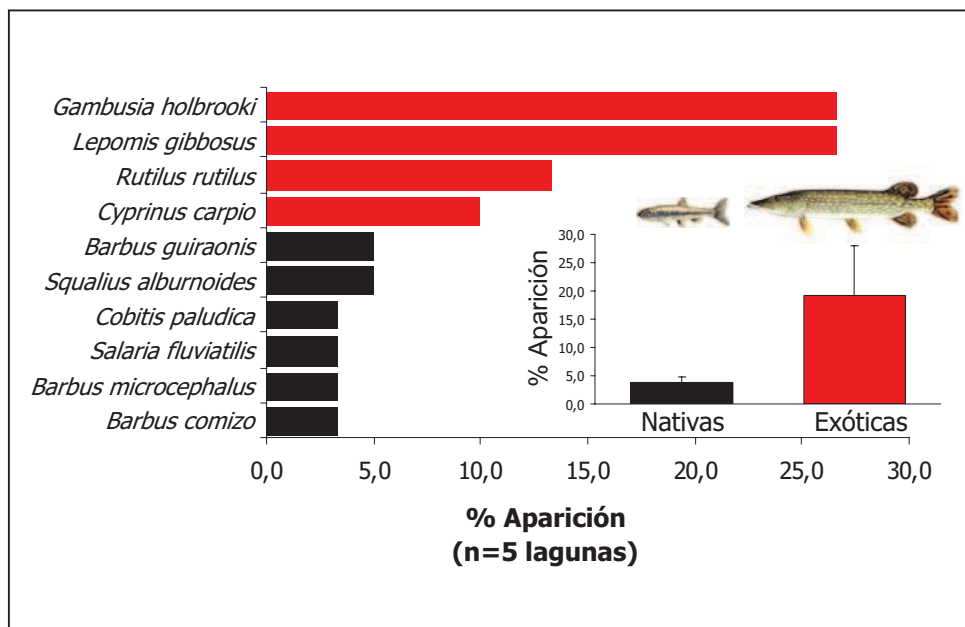 Gambusia holbrooki
Lepomis gibbosus
Rutilus rutilus
Cyprinus carpio
Barbus guiraonis
Squalius alburnoides
Cobitis paludica
Salaria fluviatilis
Barbus microcephalus
Barbus comizo
0,0 5,0 10,0 15,0 20,0 25,0 30,0
% Aparición
(n=5 lagunas)
% Aparición
30,0
25,0
20,0
15,0
10,0
5,0
0,0
Nativas Exóticas